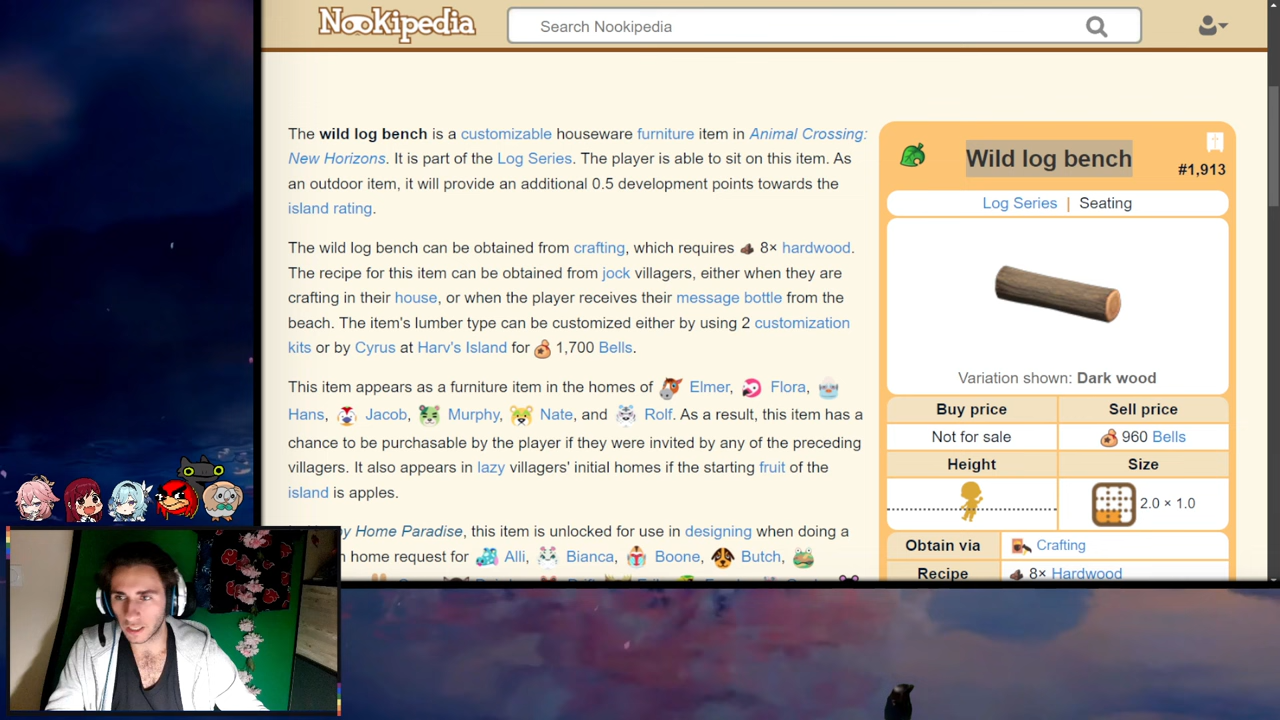 Nookipedia
Search Nookipedia
The wild log bench is a customizable houseware furniture item in Animal Crossing:
New Horizons. It is part of the Log Series. The player is able to sit on this item. As
an outdoor item, it will provide an additional 0.5 development points towards the
island rating.
The wild log bench can be obtained from crafting, which requires 8× hardwood.
The recipe for this item can be obtained from jock villagers, either when they are
crafting in their house, or when the player receives their message bottle from the
beach. The item's lumber type can be customized either by using 2 customization
kits or by Cyrus at Harv's Island for 1,700 Bells.
This item appears as a furniture item in the homes of Elmer, Flora,
Hans, Jacob, Murphy, Nate, and Rolf. As a result, this item has a
chance to be purchasable by the player if they were invited by any of the preceding
villagers. It also appears in lazy villagers' initial homes if the starting fruit of the
island is apples.
Home Paradise, this item is unlocked for use in designing when doing a
home request for Alli, Bianca, Boone, Butch,
Wild log bench
#1,913
Log Series | Seating
Variation shown: Dark wood
Buy price Sell price
Not for sale 960 Bells
Height Size
2.0 × 1.0
Obtain via Crafting
Recipe 8× Hardwood